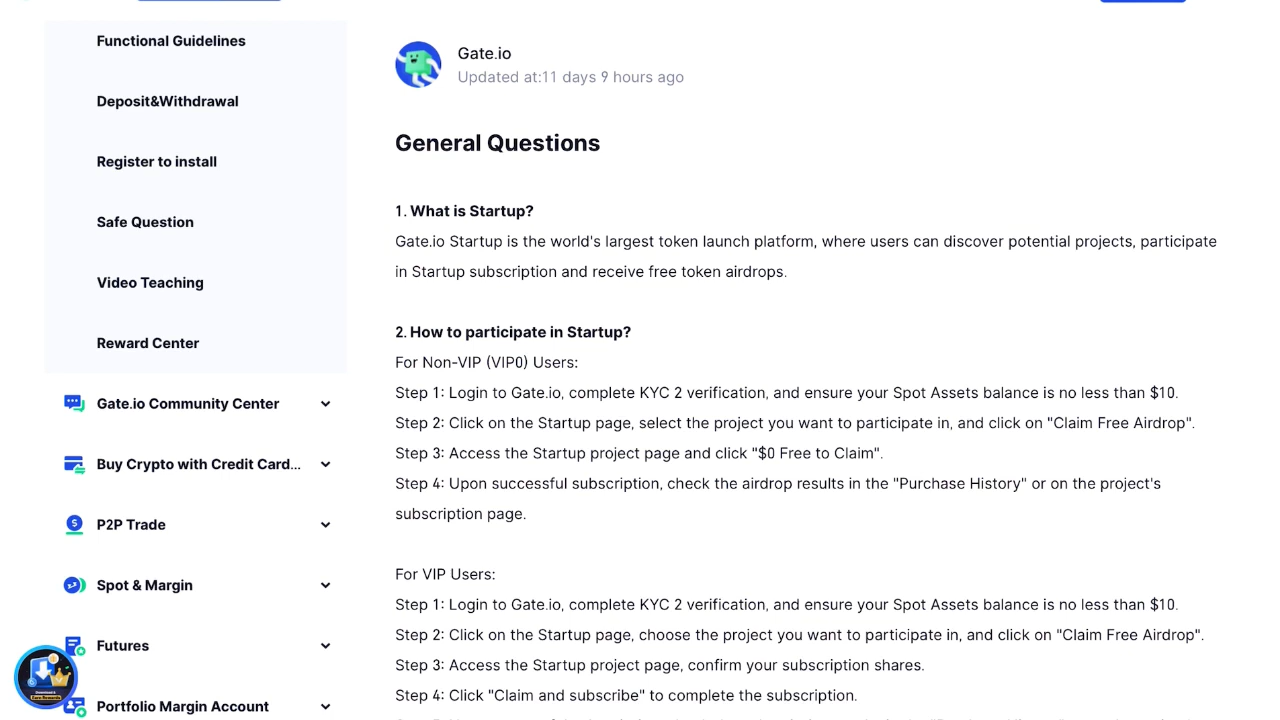 Functional Guidelines
Deposit&Withdrawal
Register to install
Safe Question
Video Teaching
Reward Center
Gate.io Community Center
Buy Crypto with Credit Card...
P2P Trade
Spot & Margin
Futures
Portfolio Margin Account
Gate.io
Updated at:11 days 9 hours ago
General Questions
1. What is Startup?
Gate.io Startup is the world's largest token launch platform, where users can discover potential projects, participate
in Startup subscription and receive free token airdrops.
2. How to participate in Startup?
For Non-VIP (VIP0) Users:
Step 1: Login to Gate.io, complete KYC 2 verification, and ensure your Spot Assets balance is no less than $10.
Step 2: Click on the Startup page, select the project you want to participate in, and click on "Claim Free Airdrop".
Step 3: Access the Startup project page and click "$0 Free to Claim".
Step 4: Upon successful subscription, check the airdrop results in the "Purchase History" or on the project's
subscription page.
For VIP Users:
Step 1: Login to Gate.io, complete KYC 2 verification, and ensure your Spot Assets balance is no less than $10.
Step 2: Click on the Startup page, choose the project you want to participate in, and click on "Claim Free Airdrop".
Step 3: Access the Startup project page, confirm your subscription shares.
Step 4: Click "Claim and subscribe" to complete the subscription.